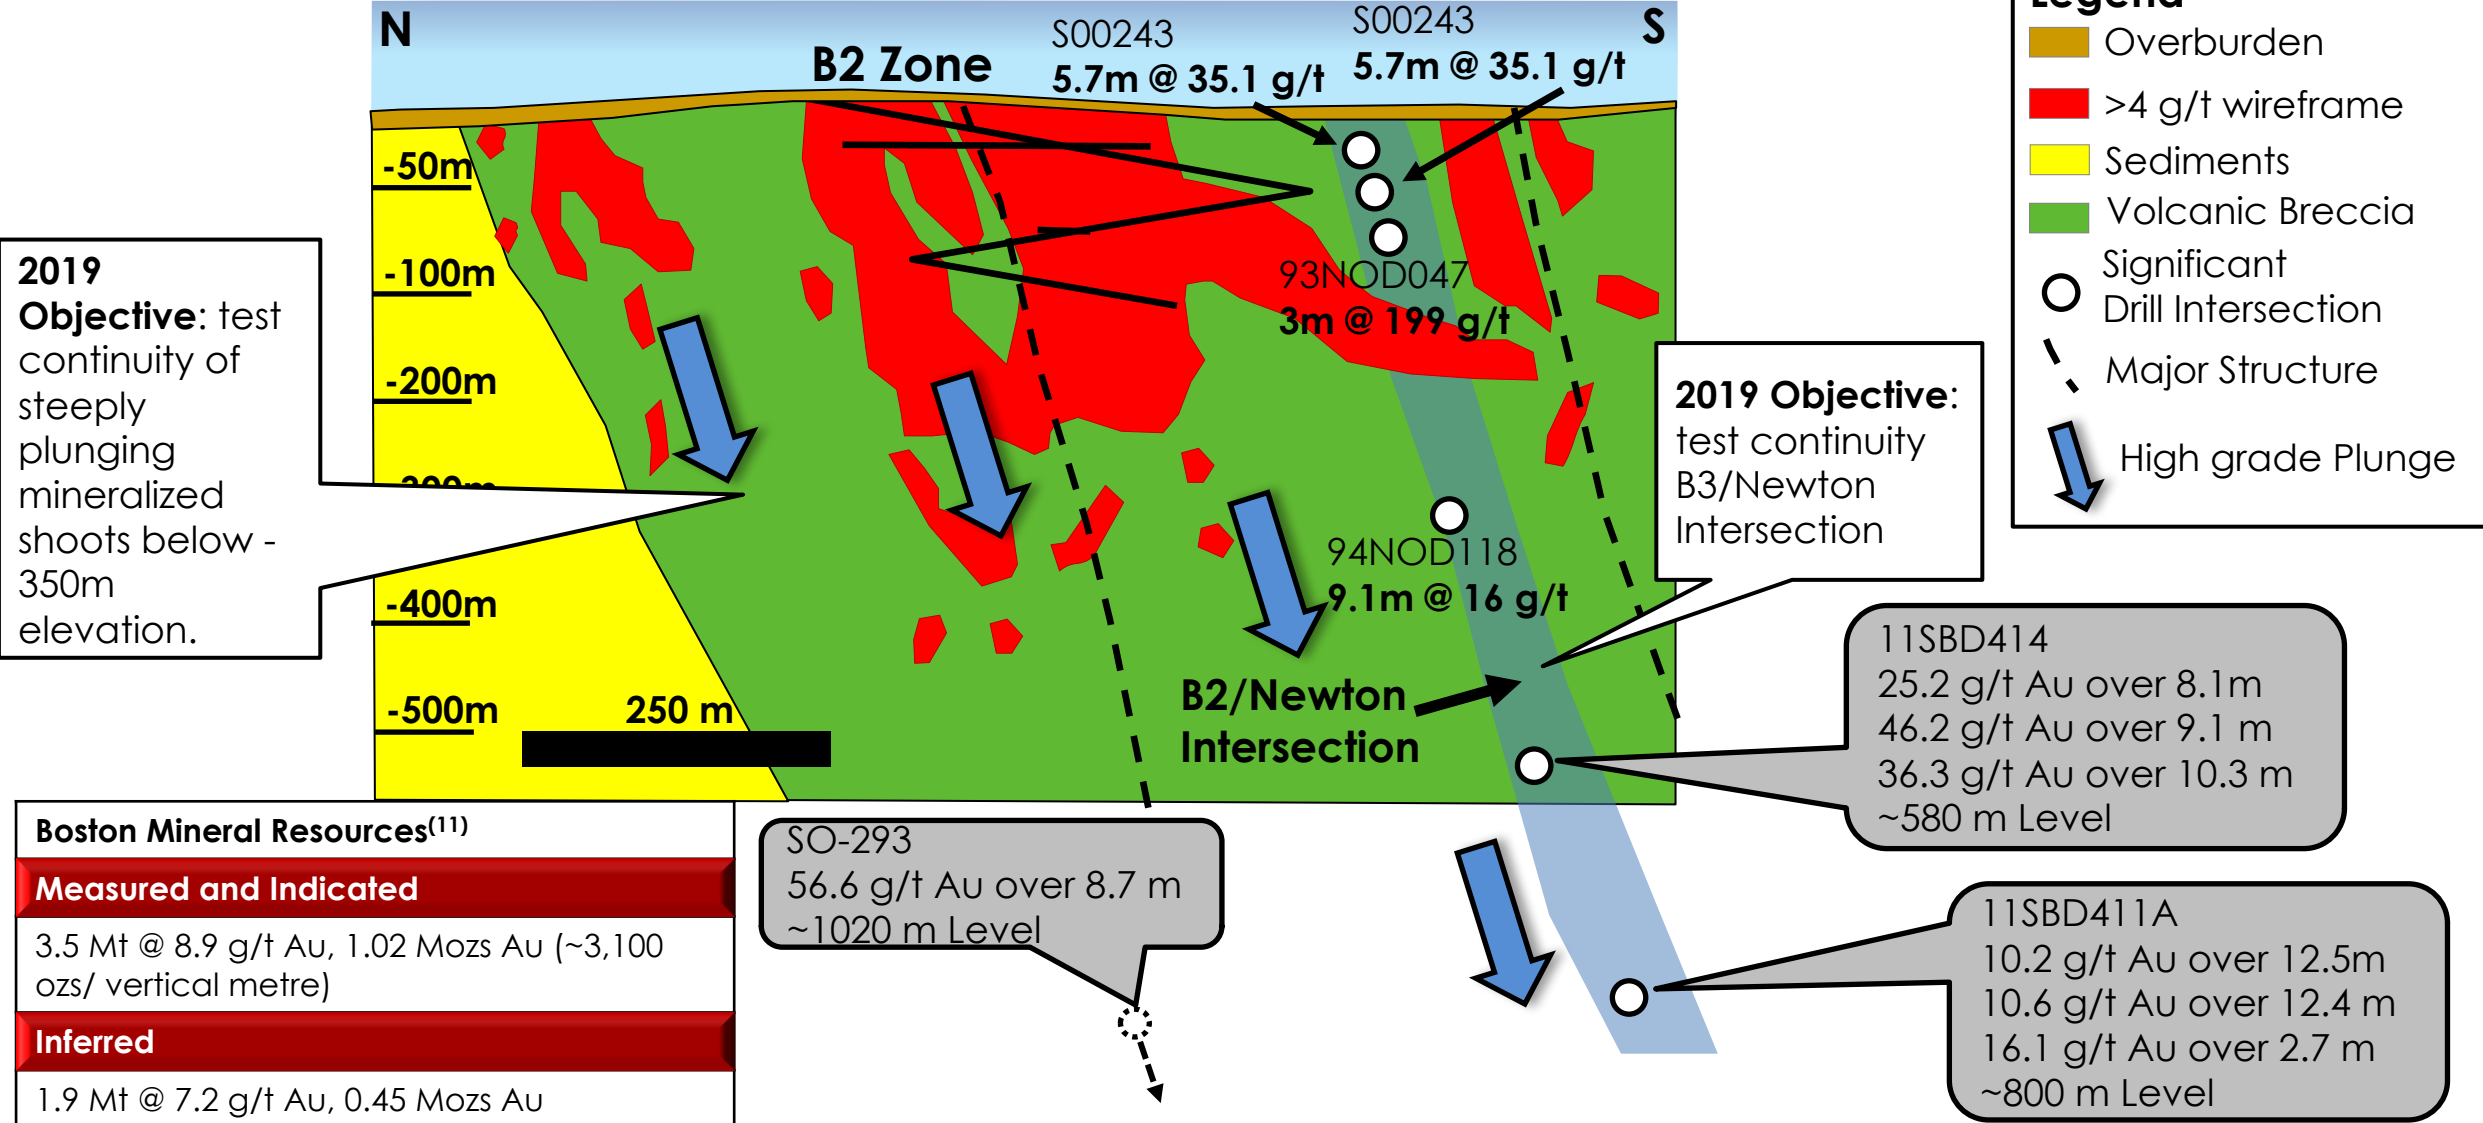 N
B2 Zone
S00243
5.7m @ 35.1 g/t
S00243
5.7m @ 35.1 g/t
S
Legend
Overburden
>4 g/t wireframe
Sediments
Volcanic Breccia
Significant
Drill Intersection
Major Structure
High grade Plunge
-50m
-100m
-200m
-300m
-400m
-500m
250 m
2019
Objective: test
continuity of
steeply
plunging
mineralized
shoots below -
350m
elevation.
93NOD047
3m @ 199 g/t
94NOD118
9.1m @ 16 g/t
2019 Objective:
test continuity
B3/Newton
Intersection
B2/Newton
Intersection
11SBD414
25.2 g/t Au over 8.1m
46.2 g/t Au over 9.1 m
36.3 g/t Au over 10.3 m
~580 m Level
SO-293
56.6 g/t Au over 8.7 m
~1020 m Level
11SBD411A
10.2 g/t Au over 12.5m
10.6 g/t Au over 12.4 m
16.1 g/t Au over 2.7 m
~800 m Level
Boston Mineral Resources(11)
Measured and Indicated
3.5 Mt @ 8.9 g/t Au, 1.02 Mozs Au (~3,100
ozs/ vertical metre)
Inferred
1.9 Mt @ 7.2 g/t Au, 0.45 Mozs Au